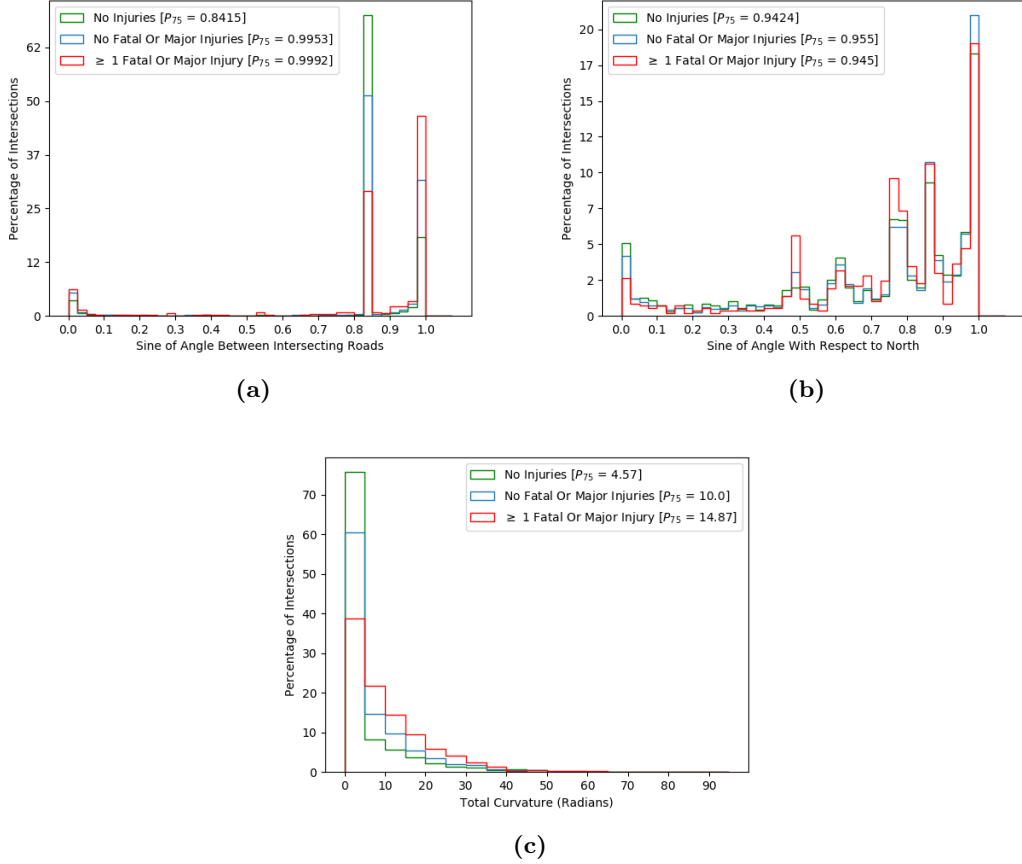 No Injuries [P75 = 0.8415]
No Fatal Or Major Injuries [P75 = 0.9953]
≥ 1 Fatal Or Major Injury [P75 = 0.9992]
Percentage of Intersections
62
50
37
25
12
0
0.0 0.1 0.2 0.3 0.4 0.5 0.6 0.7 0.8 0.9 1.0
Sine of Angle Between Intersecting Roads
(a)
No Injuries [P75 = 0.9424]
No Fatal Or Major Injuries [P75 = 0.955]
≥ 1 Fatal Or Major Injury [P75 = 0.945]
Percentage of Intersections
20
17
15
12
10
7
5
2
0
0.0 0.1 0.2 0.3 0.4 0.5 0.6 0.7 0.8 0.9 1.0
Sine of Angle With Respect to North
(b)
No Injuries [P75 = 4.57]
No Fatal Or Major Injuries [P75 = 10.0]
≥ 1 Fatal Or Major Injury [P75 = 14.87]
Percentage of Intersections
70
60
50
40
30
20
10
0
0 10 20 30 40 50 60 70 80 90
Total Curvature (Radians)
(c)